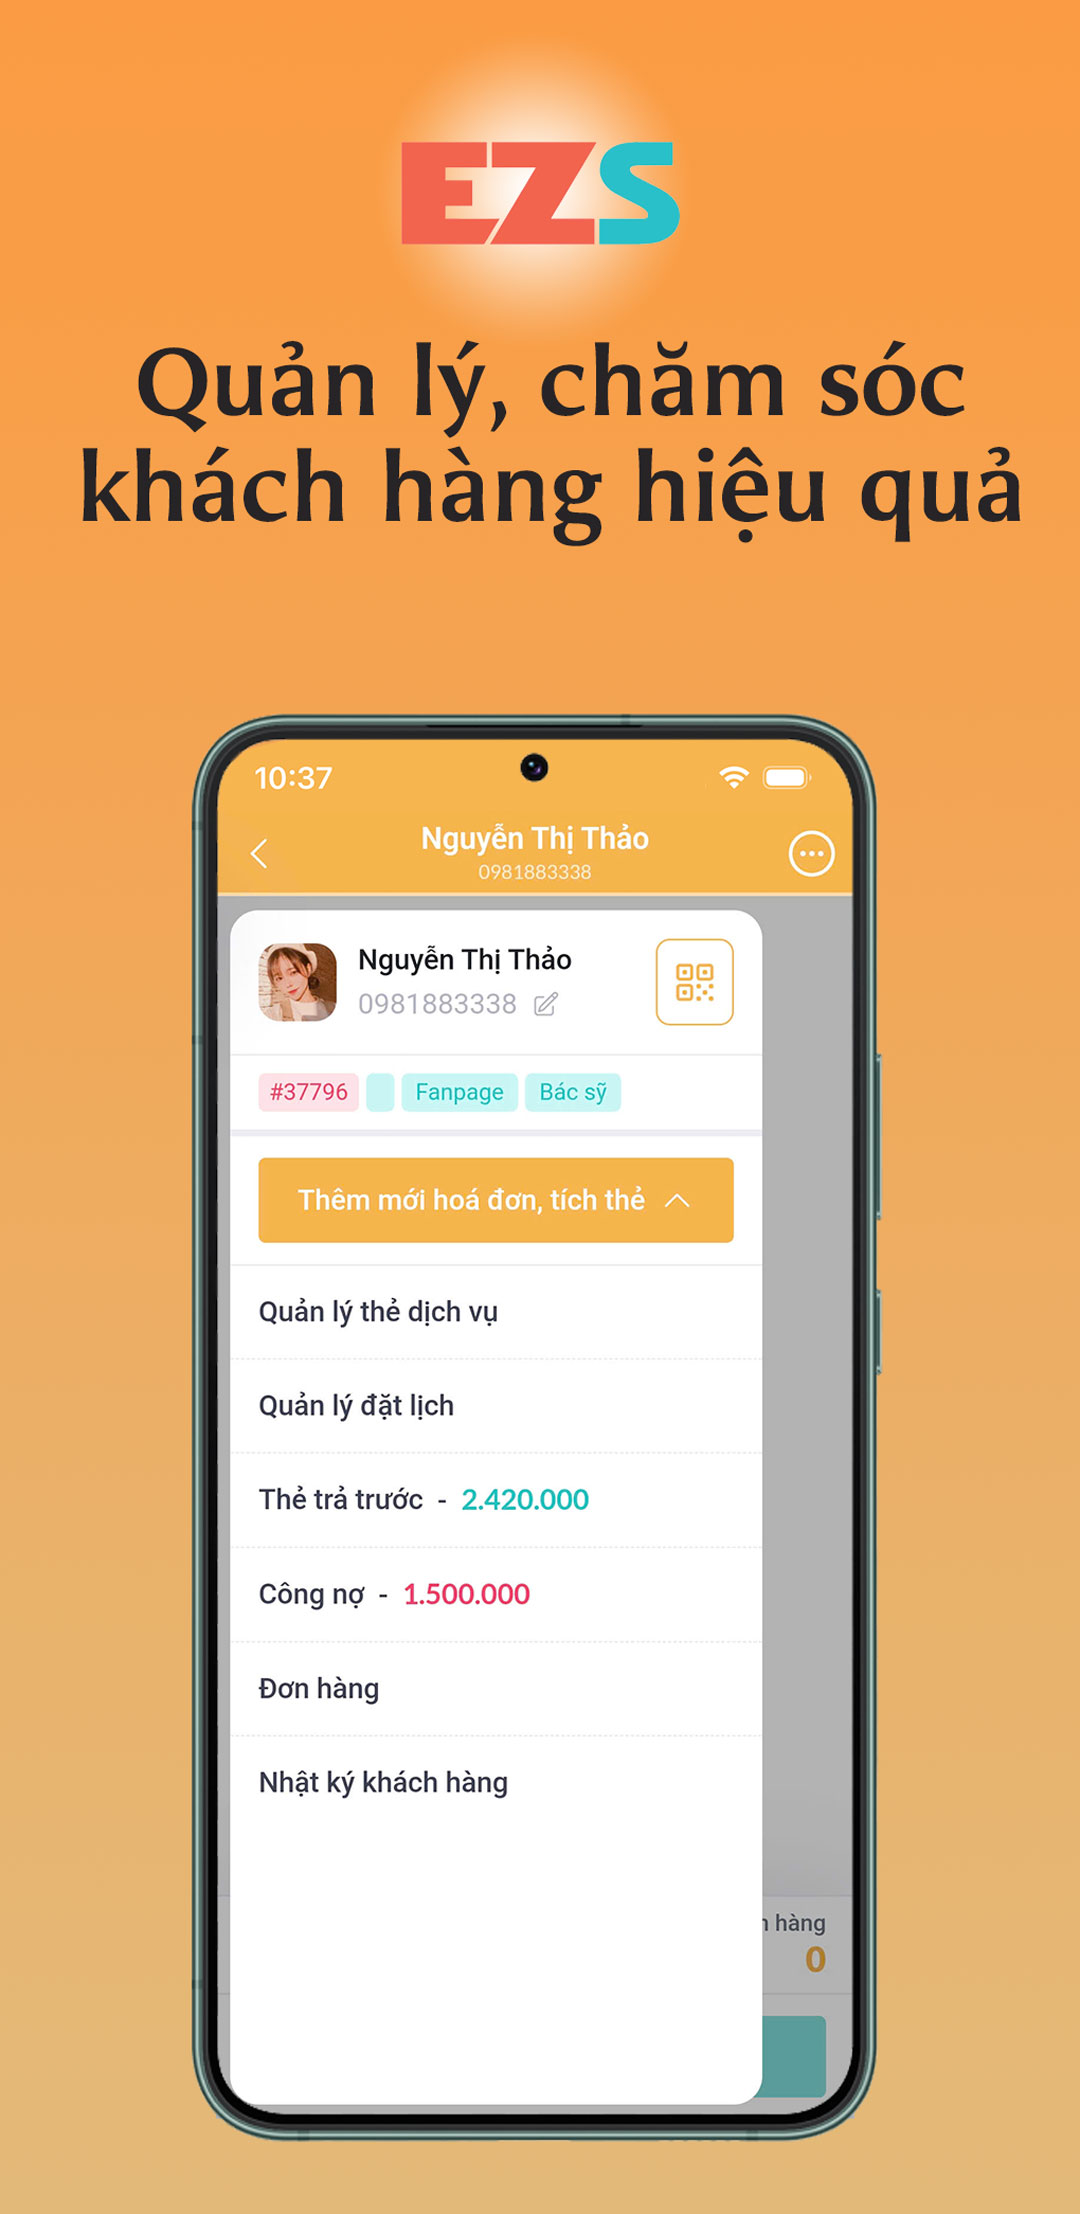 EZS
Quản lý, chăm sóc
khách hàng hiệu quả
10:37
Nguyễn Thị Thảo
0981883338
Nguyễn Thị Thảo
0981883338
#37796 Fanpage Bác sỹ
Thêm mới hoá đơn, tích thẻ
Quản lý thẻ dịch vụ
Quản lý đặt lịch
Thẻ trả trước - 2.420.000
Công nợ - 1.500.000
Đơn hàng
Nhật ký khách hàng
hàng
0